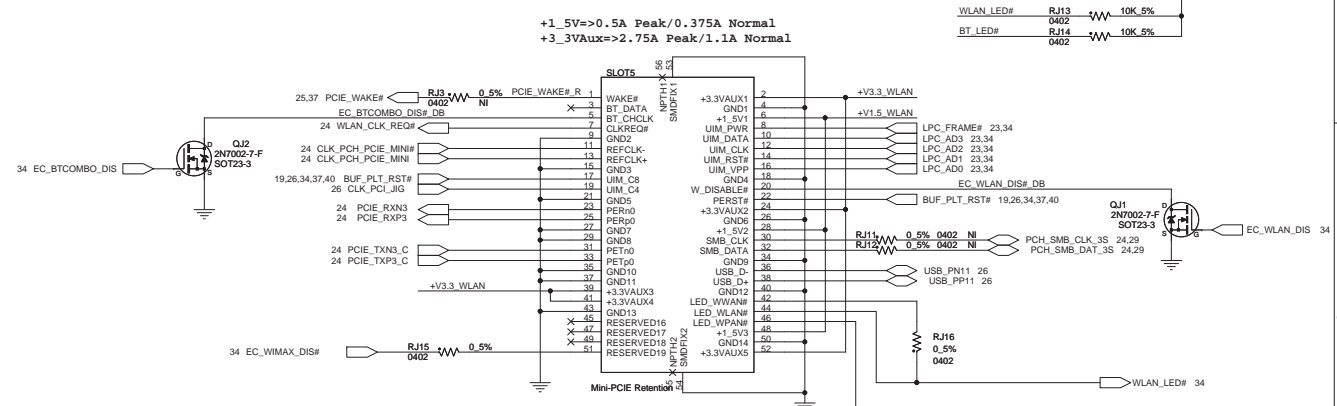 +1_5V=>0.5A Peak/0.375A Normal
+3_3VAux=>2.75A Peak/1.1A Normal
WLAN_LED# RJ13 10K_5%
0402
BT_LED# RJ14 10K_5%
0402
SLOT5
56
53
NPTH1
SMDFIX1
25,37 PCIE_WAKE# RJ3 0_5% PCIE_WAKE#_R 1 WAKE#
0402 NI
3 BT_DATA
EC_BTCOMBO_DIS#_DB 5 BT_CHCLK
24 WLAN_CLK_REQ# 7 CLKREQ#
9 GND2
24 CLK_PCH_PCIE_MINI# 11 REFCLK-
24 CLK_PCH_PCIE_MINI 13 REFCLK+
15 GND3
19,26,34,37,40 BUF_PLT_RST# 17 UIM_C8
26 CLK_PCI_JIG 19 UIM_C4
21 GND5
24 PCIE_RXN3 23 PERn0
24 PCIE_RXP3 25 PERp0
27 GND7
29 GND8
24 PCIE_TXN3_C 31 PETn0
24 PCIE_TXP3_C 33 PETp0
35 GND10
37 GND11
+V3.3_WLAN 39 +3.3VAUX3
41 +3.3VAUX4
43 GND13
45 RESERVED16
47 RESERVED17
49 RESERVED18
34 EC_WIMAX_DIS# RJ15 0_5% 51 RESERVED19
0402
QJ2
2N7002-7-F
SOT23-3
D
G
S
34 EC_BTCOMBO_DIS
+3.3VAUX1 2 +V3.3_WLAN
GND1 4
+1_5V1 6 +V1.5_WLAN
UIM_PWR 8 LPC_FRAME# 23,34
UIM_DATA 10 LPC_AD3 23,34
UIM_CLK 12 LPC_AD2 23,34
UIM_RST# 14 LPC_AD1 23,34
UIM_VPP 16 LPC_AD0 23,34
GND4 18
W_DISABLE# 20 EC_WLAN_DIS#_DB
PERST# 22 BUF_PLT_RST# 19,26,34,37,40
+3.3VAUX2 24
GND6 26
+1_5V2 28
SMB_CLK 30 RJ11 0_5% 0402 NI PCH_SMB_CLK_3S 24,29
SMB_DATA 32 RJ12 0_5% 0402 NI PCH_SMB_DAT_3S 24,29
GND9 34
USB_D- 36 USB_PN11 26
USB_D+ 38 USB_PP11 26
GND12 40
LED_WWAN# 42
LED_WLAN# 44
LED_WPAN# 46
+1_5V3 48
GND14 50
+3.3VAUX5 52
QJ1
2N7002-7-F
SOT23-3
D
G
S
EC_WLAN_DIS 34
RJ16
0_5%
0402
WLAN_LED# 34
NPTH2
SMDFIX2
55
54
Mini-PCIE Retention